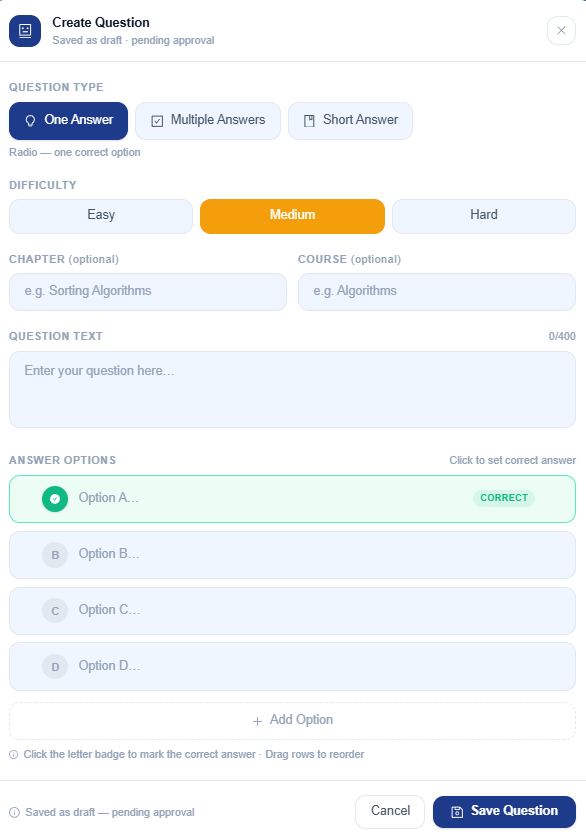 Create Question
Saved as draft · pending approval
QUESTION TYPE
One Answer
Multiple Answers
Short Answer
Radio — one correct option
DIFFICULTY
Easy
Medium
Hard
CHAPTER (optional)
COURSE (optional)
e.g. Sorting Algorithms
e.g. Algorithms
QUESTION TEXT
0/400
Enter your question here...
ANSWER OPTIONS
Click to set correct answer
Option A...
CORRECT
B
Option B...
C
Option C...
D
Option D...
+ Add Option
Click the letter badge to mark the correct answer · Drag rows to reorder
Saved as draft — pending approval
Cancel
Save Question